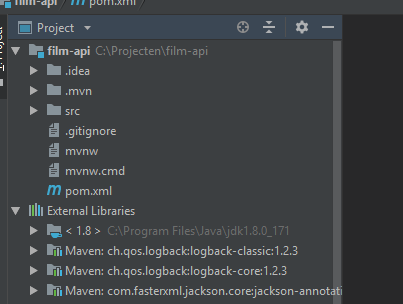 film-api pom.xml
Project
Project
film-api C:\Projecten\film-api
.idea
.mvn
src
.gitignore
mvnw
mvnw.cmd
pom.xml
External Libraries
< 1.8 > C:\Program Files\Java\jdk1.8.0_171
Maven: ch.qos.logback:logback-classic:1.2.3
Maven: ch.qos.logback:logback-core:1.2.3
Maven: com.fasterxml.jackson.core:jackson-annotati